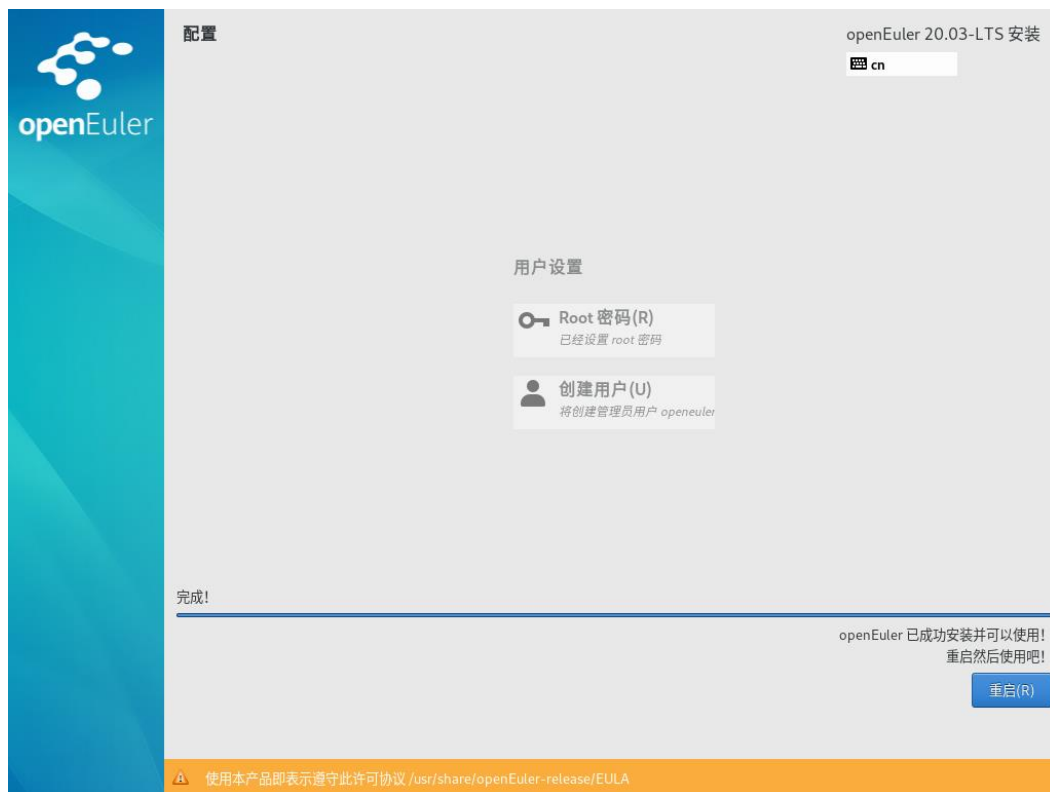 openEuler
配置
openEuler 20.03-LTS 安装
cn
用户设置
Root 密码(R)
已经设置 root 密码
创建用户(U)
将创建管理员用户 openeuler
完成!
openEuler 已成功安装并可以使用!
重启然后使用吧!
重启(R)
使用本产品即表示遵守此许可协议 /usr/share/openEuler-release/EULA